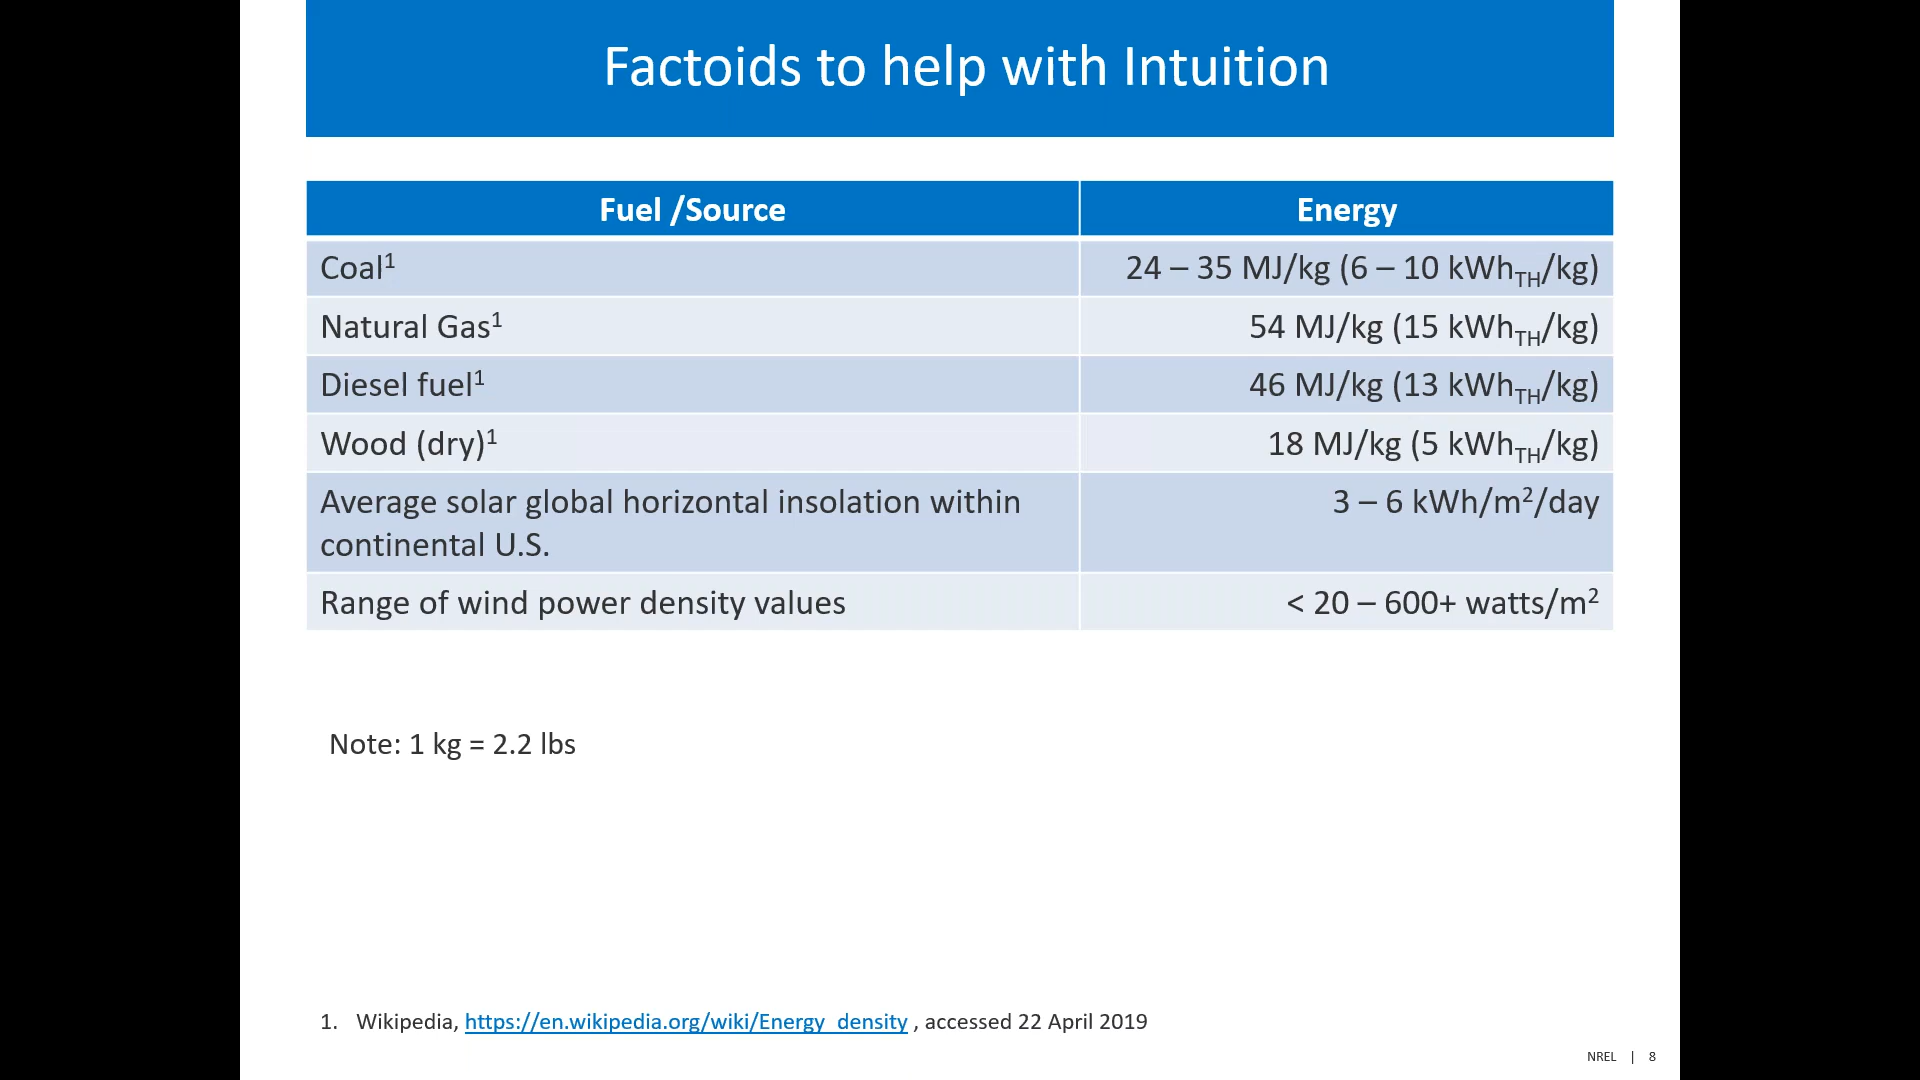 Factoids to help with Intuition
Fuel /Source Energy
Coal¹ 24 – 35 MJ/kg (6 – 10 kWhTH/kg)
Natural Gas¹ 54 MJ/kg (15 kWhTH/kg)
Diesel fuel¹ 46 MJ/kg (13 kWhTH/kg)
Wood (dry)¹ 18 MJ/kg (5 kWhTH/kg)
Average solar global horizontal insolation within 3 – 6 kWh/m²/day
continental U.S.
Range of wind power density values < 20 – 600+ watts/m²
Note: 1 kg = 2.2 lbs
1. Wikipedia, https://en.wikipedia.org/wiki/Energy_density , accessed 22 April 2019
NREL | 8